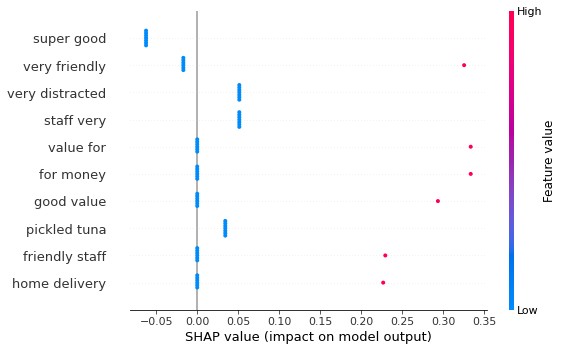 High
super good
very friendly
very distracted
staff very
value for
for money
good value
pickled tuna
friendly staff
home delivery
Feature value
Low
−0.05 0.00 0.05 0.10 0.15 0.20 0.25 0.30 0.35
SHAP value (impact on model output)